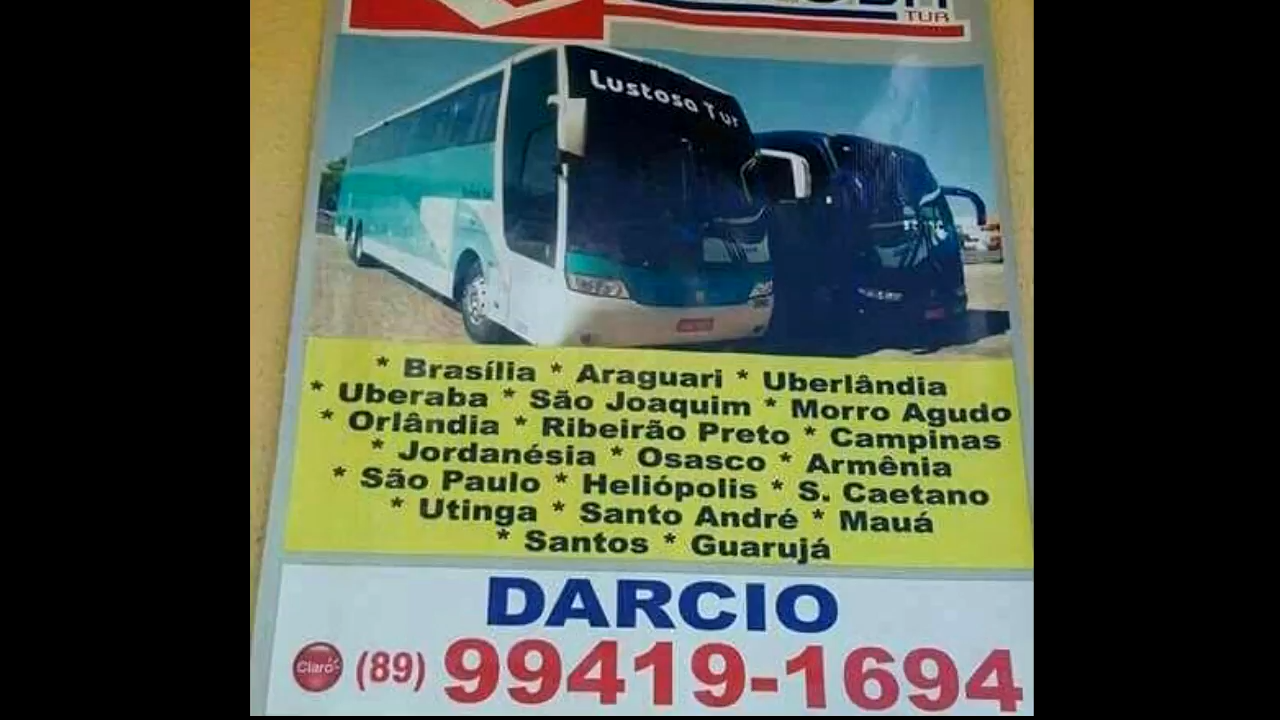 TUR
Lustosa Tur
* Brasília * Araguari * Uberlândia
* Uberaba * São Joaquim * Morro Agudo
* Orlândia * Ribeirão Preto * Campinas
* Jordanésia * Osasco * Armênia
* São Paulo * Heliópolis * S. Caetano
* Utinga * Santo André * Mauá
* Santos * Guarujá
DARCIO
Claro (89) 99419-1694